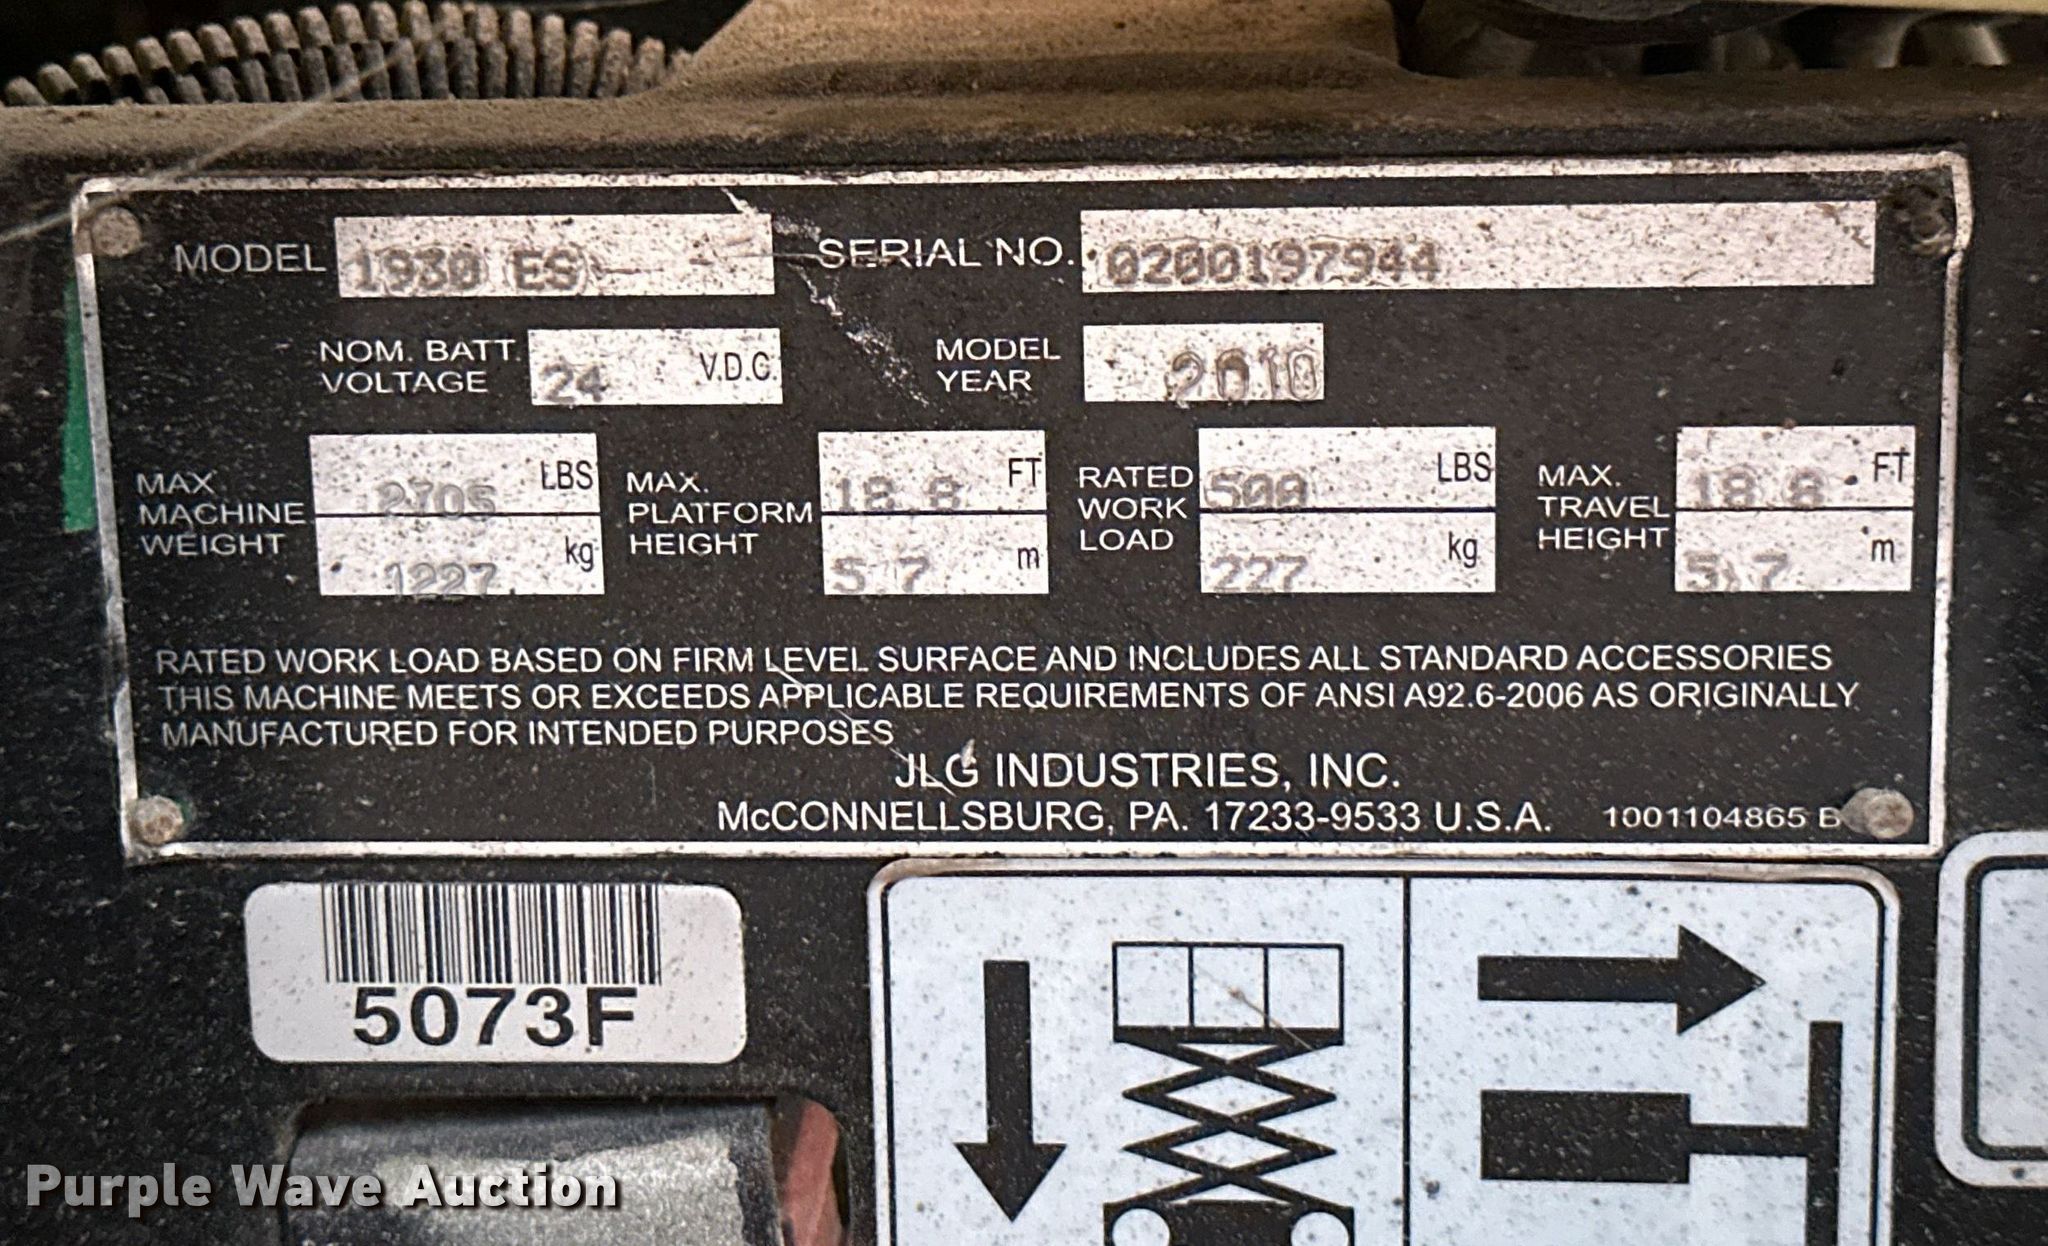 MODEL 1930 ES SERIAL NO. 0200197944
NOM. BATT. VOLTAGE 24 V.D.C. MODEL YEAR 2010
MAX MACHINE WEIGHT 2705 LBS 1227 kg MAX. PLATFORM HEIGHT 18.8 FT 5.7 m RATED WORK LOAD 500 LBS 227 kg MAX. TRAVEL HEIGHT 18.8 FT 5.7 m
RATED WORK LOAD BASED ON FIRM LEVEL SURFACE AND INCLUDES ALL STANDARD ACCESSORIES
THIS MACHINE MEETS OR EXCEEDS APPLICABLE REQUIREMENTS OF ANSI A92.6-2006 AS ORIGINALLY
MANUFACTURED FOR INTENDED PURPOSES
JLG INDUSTRIES, INC.
McCONNELLSBURG, PA. 17233-9533 U.S.A. 1001104865 B
5073F
Purple Wave Auction